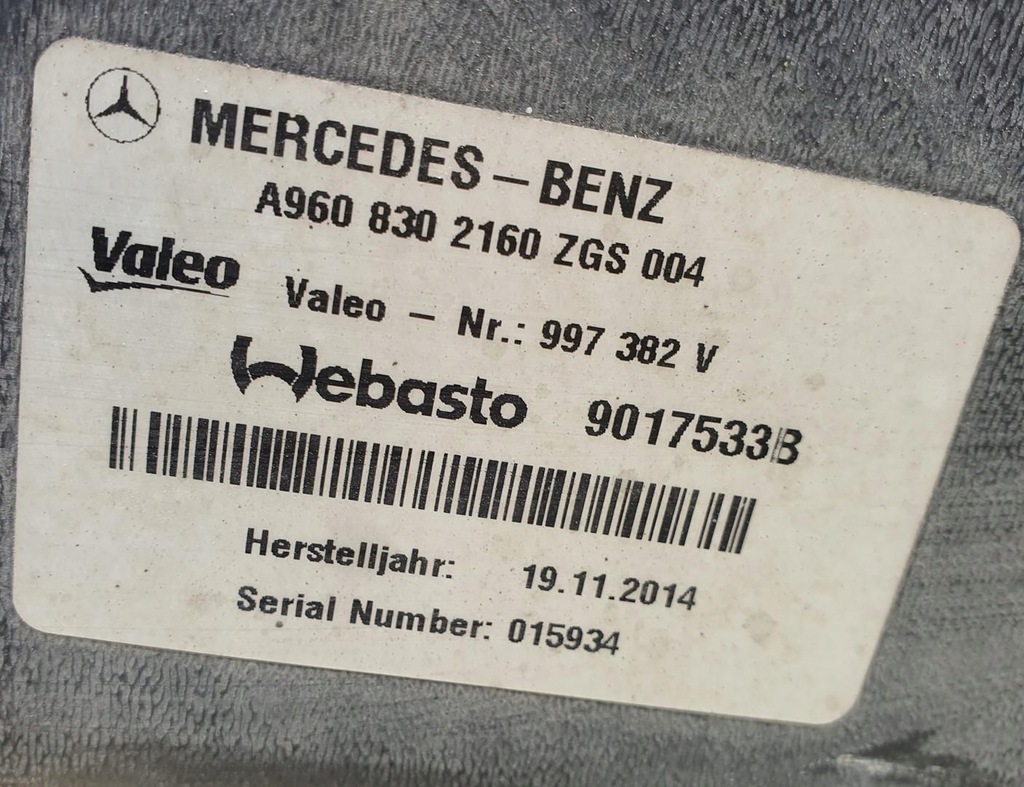 MERCEDES-BENZ
A960 830 2160 ZGS 004
Valeo Valeo - Nr.: 997 382 V
Webasto 9017533B
Herstelljahr: 19.11.2014
Serial Number: 015934